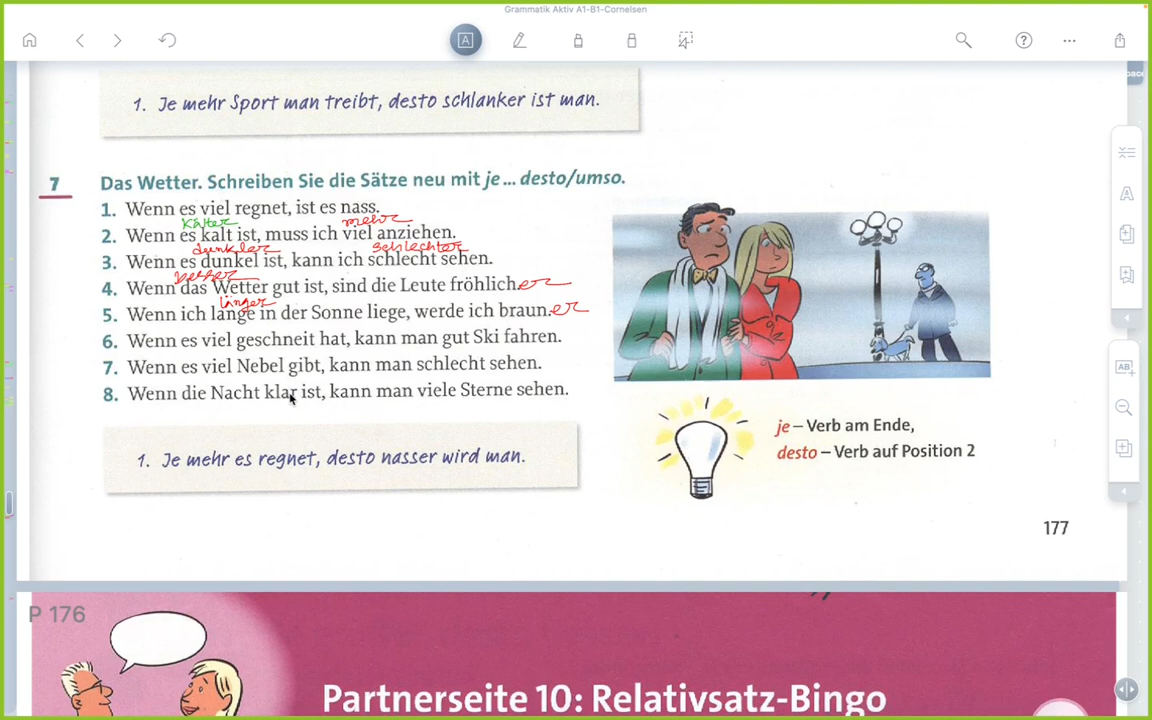 Grammatik Aktiv A1-B1-Cornelsen
1. Je mehr Sport man treibt, desto schlanker ist man.
7 Das Wetter. Schreiben Sie die Sätze neu mit je ... desto/umso.
1. Wenn es viel regnet, ist es nass.
kälter mehr
2. Wenn es kalt ist, muss ich viel anziehen.
dunkler schlechter
3. Wenn es dunkel ist, kann ich schlecht sehen.
besser
4. Wenn das Wetter gut ist, sind die Leute fröhlich. er
länger
5. Wenn ich lange in der Sonne liege, werde ich braun. er
6. Wenn es viel geschneit hat, kann man gut Ski fahren.
7. Wenn es viel Nebel gibt, kann man schlecht sehen.
8. Wenn die Nacht klar ist, kann man viele Sterne sehen.
je – Verb am Ende,
desto – Verb auf Position 2
1. Je mehr es regnet, desto nasser wird man.
177
P 176
Partnerseite 10: Relativsatz-Bingo